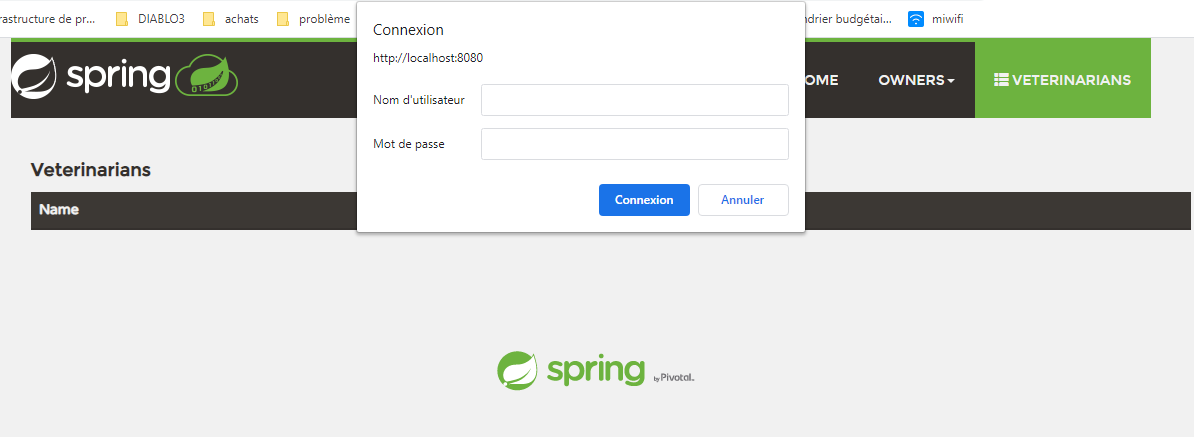 rastructure de pr... DIABLO3 achats problème ndrier budgétai... miwifi
Connexion
http://localhost:8080
spring OME OWNERS VETERINARIANS
Nom d'utilisateur
Mot de passe
Veterinarians
Connexion Annuler
Name
spring by Pivotal